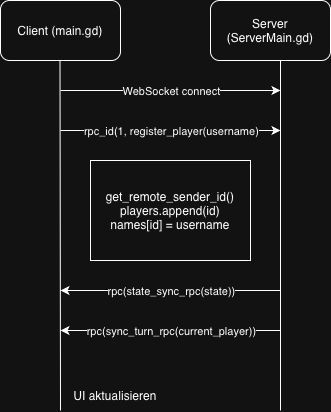 Client (main.gd)
Server
(ServerMain.gd)
WebSocket connect
rpc_id(1, register_player(username)
get_remote_sender_id()
players.append(id)
names[id] = username
rpc(state_sync_rpc(state))
rpc(sync_turn_rpc(current_player))
UI aktualisieren